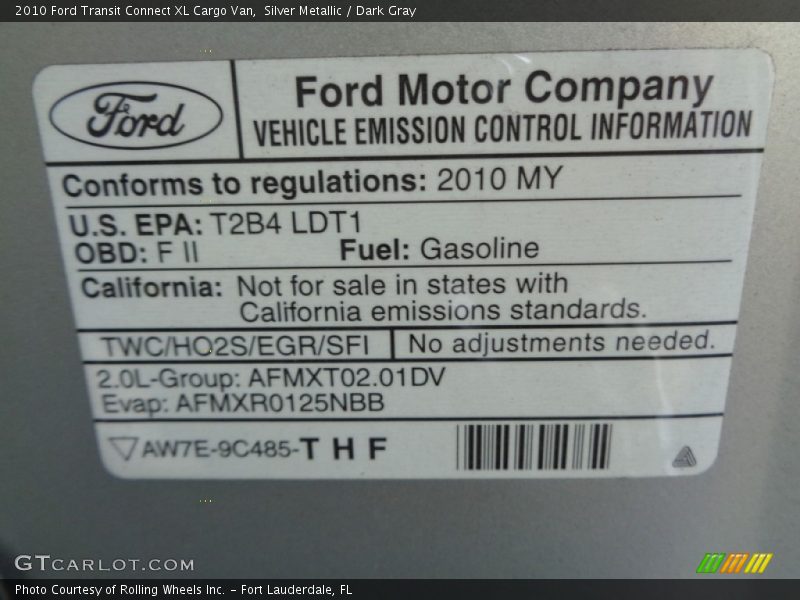 2010 Ford Transit Connect XL Cargo Van,  Silver Metallic / Dark Gray
Ford
Ford Motor Company
VEHICLE EMISSION CONTROL INFORMATION
Conforms to regulations: 2010 MY
U.S. EPA: T2B4 LDT1
OBD: F II Fuel: Gasoline
California: Not for sale in states with
California emissions standards.
TWC/HO2S/EGR/SFI No adjustments needed.
2.0L-Group: AFMXT02.01DV
Evap: AFMXR0125NBB
AW7E-9C485-T H F
GTCARLOT.COM
Photo Courtesy of Rolling Wheels Inc. – Fort Lauderdale, FL